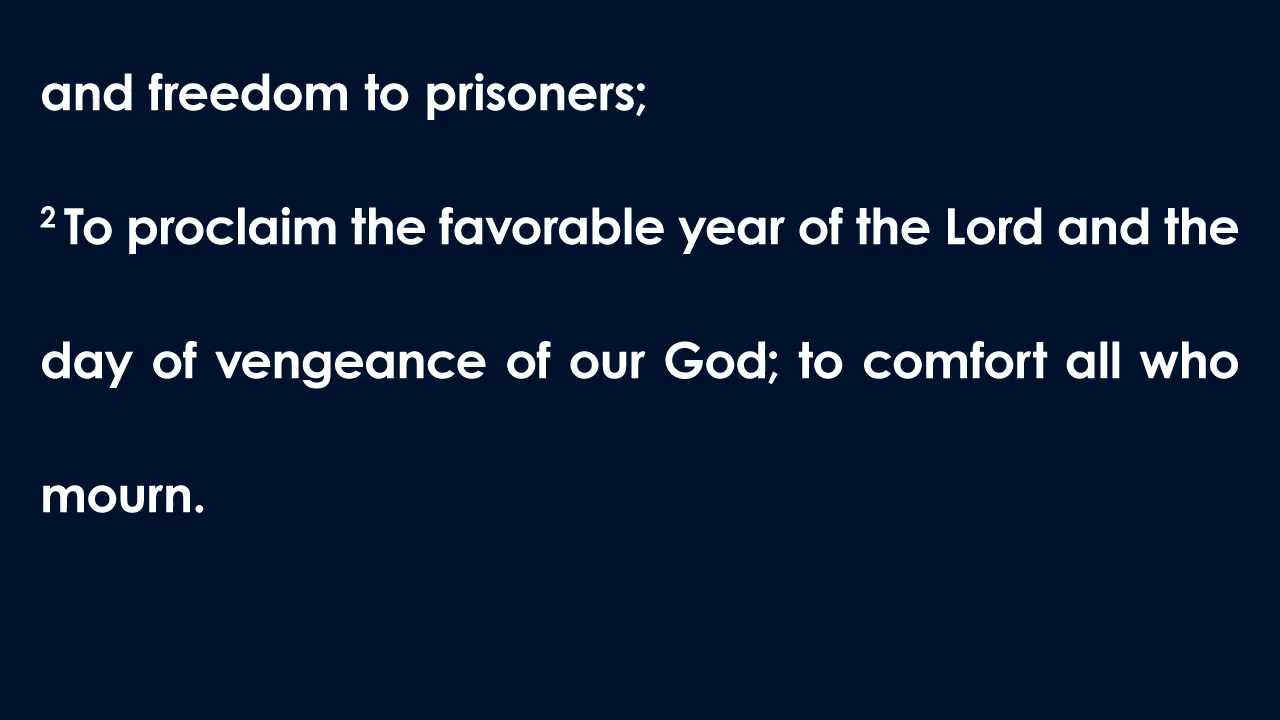 and freedom to prisoners;
² To proclaim the favorable year of the Lord and the
day of vengeance of our God; to comfort all who
mourn.